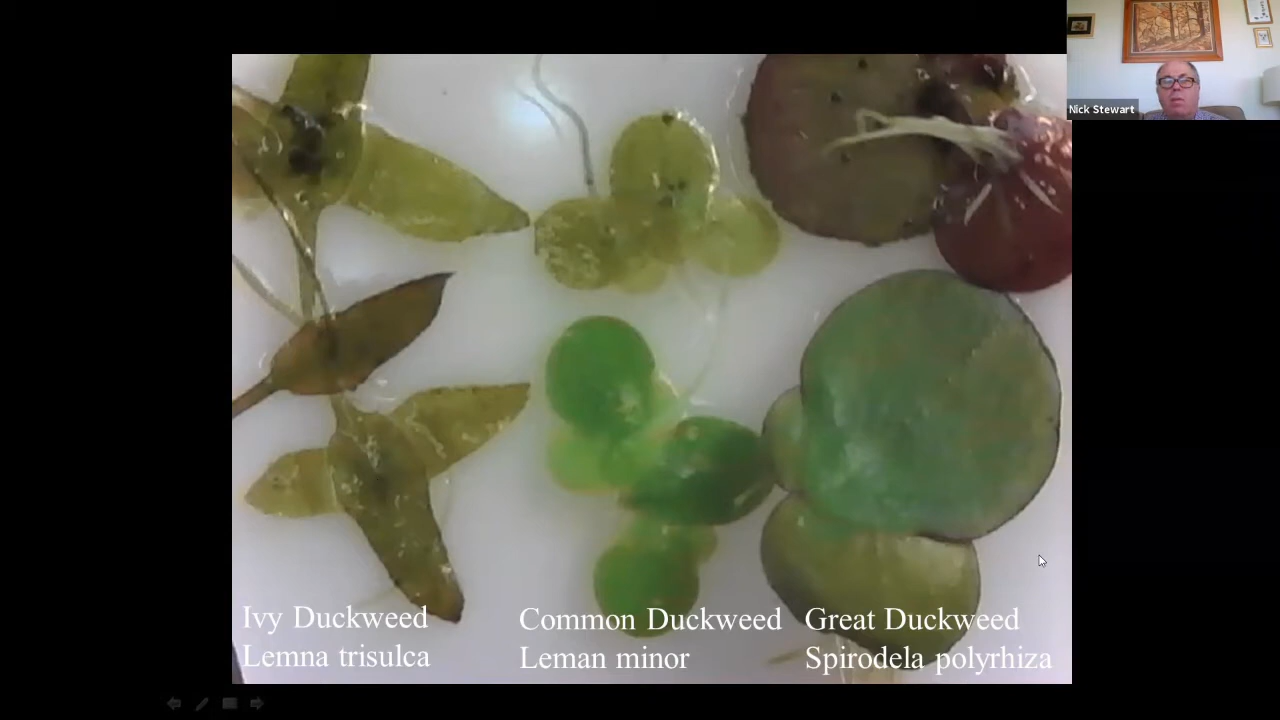 Nick Stewart
Ivy Duckweed
Lemna trisulca
Common Duckweed
Leman minor
Great Duckweed
Spirodela polyrhiza